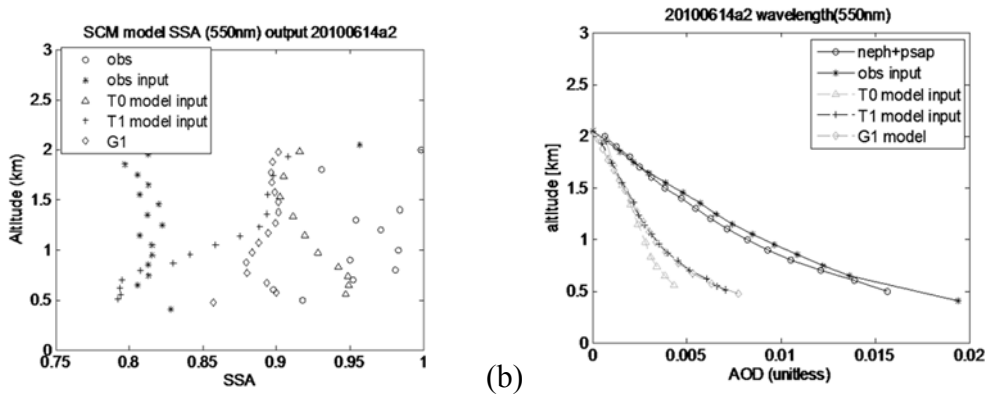 SCM model SSA (550nm) output 20100614a2
3
2.5
2
1.5
1
0.5
0
Altitude (km)
obs
obs input
T0 model input
T1 model input
G1
0.75
0.8
0.85
0.9
0.95
1
SSA
(b)
20100614a2 wavelength(550nm)
3
2.5
2
1.5
1
0.5
0
altitude [km]
neph+psap
obs input
T0 model input
T1 model input
G1 model
0
0.005
0.01
0.015
0.02
AOD (unitless)